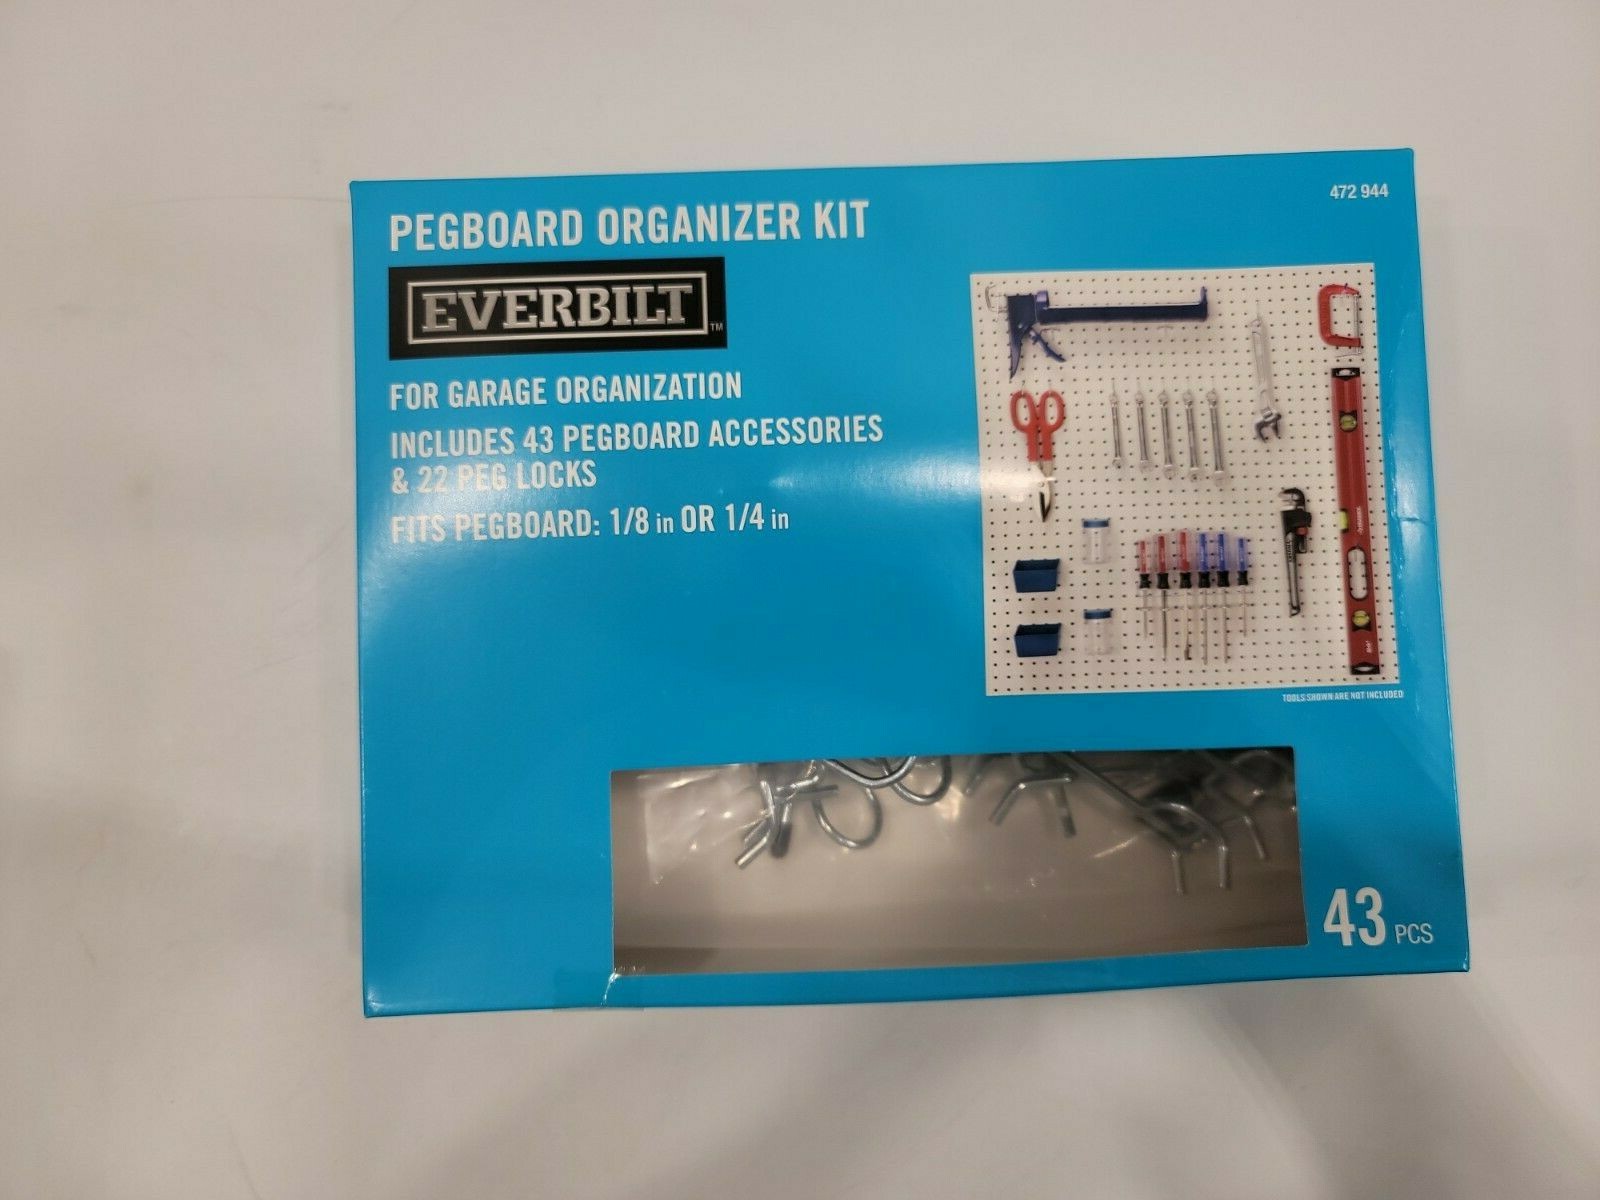 472 944
PEGBOARD ORGANIZER KIT
EVERBILT™
FOR GARAGE ORGANIZATION
INCLUDES 43 PEGBOARD ACCESSORIES
& 22 PEG LOCKS
FITS PEGBOARD: 1/8 in OR 1/4 in
TOOLS SHOWN ARE NOT INCLUDED
43 PCS